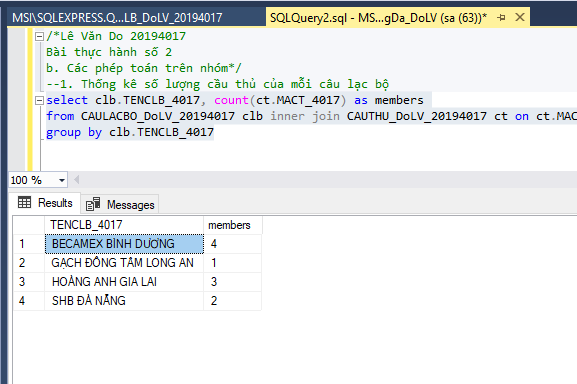 MSI\SQLEXPRESS.Q...LB_DoLV_20194017
SQLQuery2.sql - MS...gDa_DoLV (sa (63))*
/*Lê Văn Do 20194017
Bài thực hành số 2
b. Các phép toán trên nhóm*/
--1. Thống kê số lượng cầu thủ của mỗi câu lạc bộ
select clb.TENCLB_4017, count(ct.MACT_4017) as members
from CAULACBO_DoLV_20194017 clb inner join CAUTHU_DoLV_20194017 ct on ct.MAC
group by clb.TENCLB_4017
100 %
Results Messages
TENCLB_4017 members
1 BECAMEX BÌNH DƯƠNG 4
2 GẠCH ĐỒNG TÂM LONG AN 1
3 HOÀNG ANH GIA LAI 3
4 SHB ĐÀ NẴNG 2